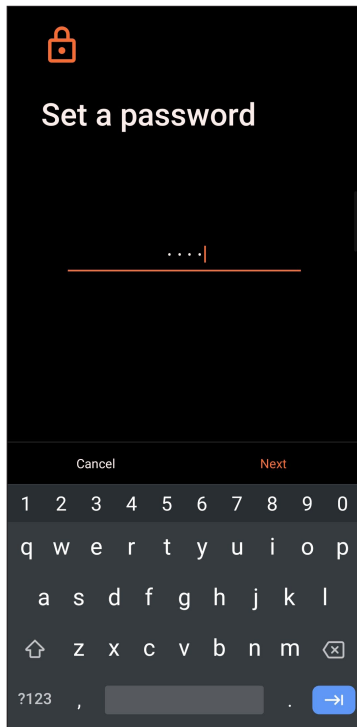 Set a password
····
Cancel Next
1 2 3 4 5 6 7 8 9 0
q w e r t y u i o p
a s d f g h j k l
z x c v b n m
?123 , .